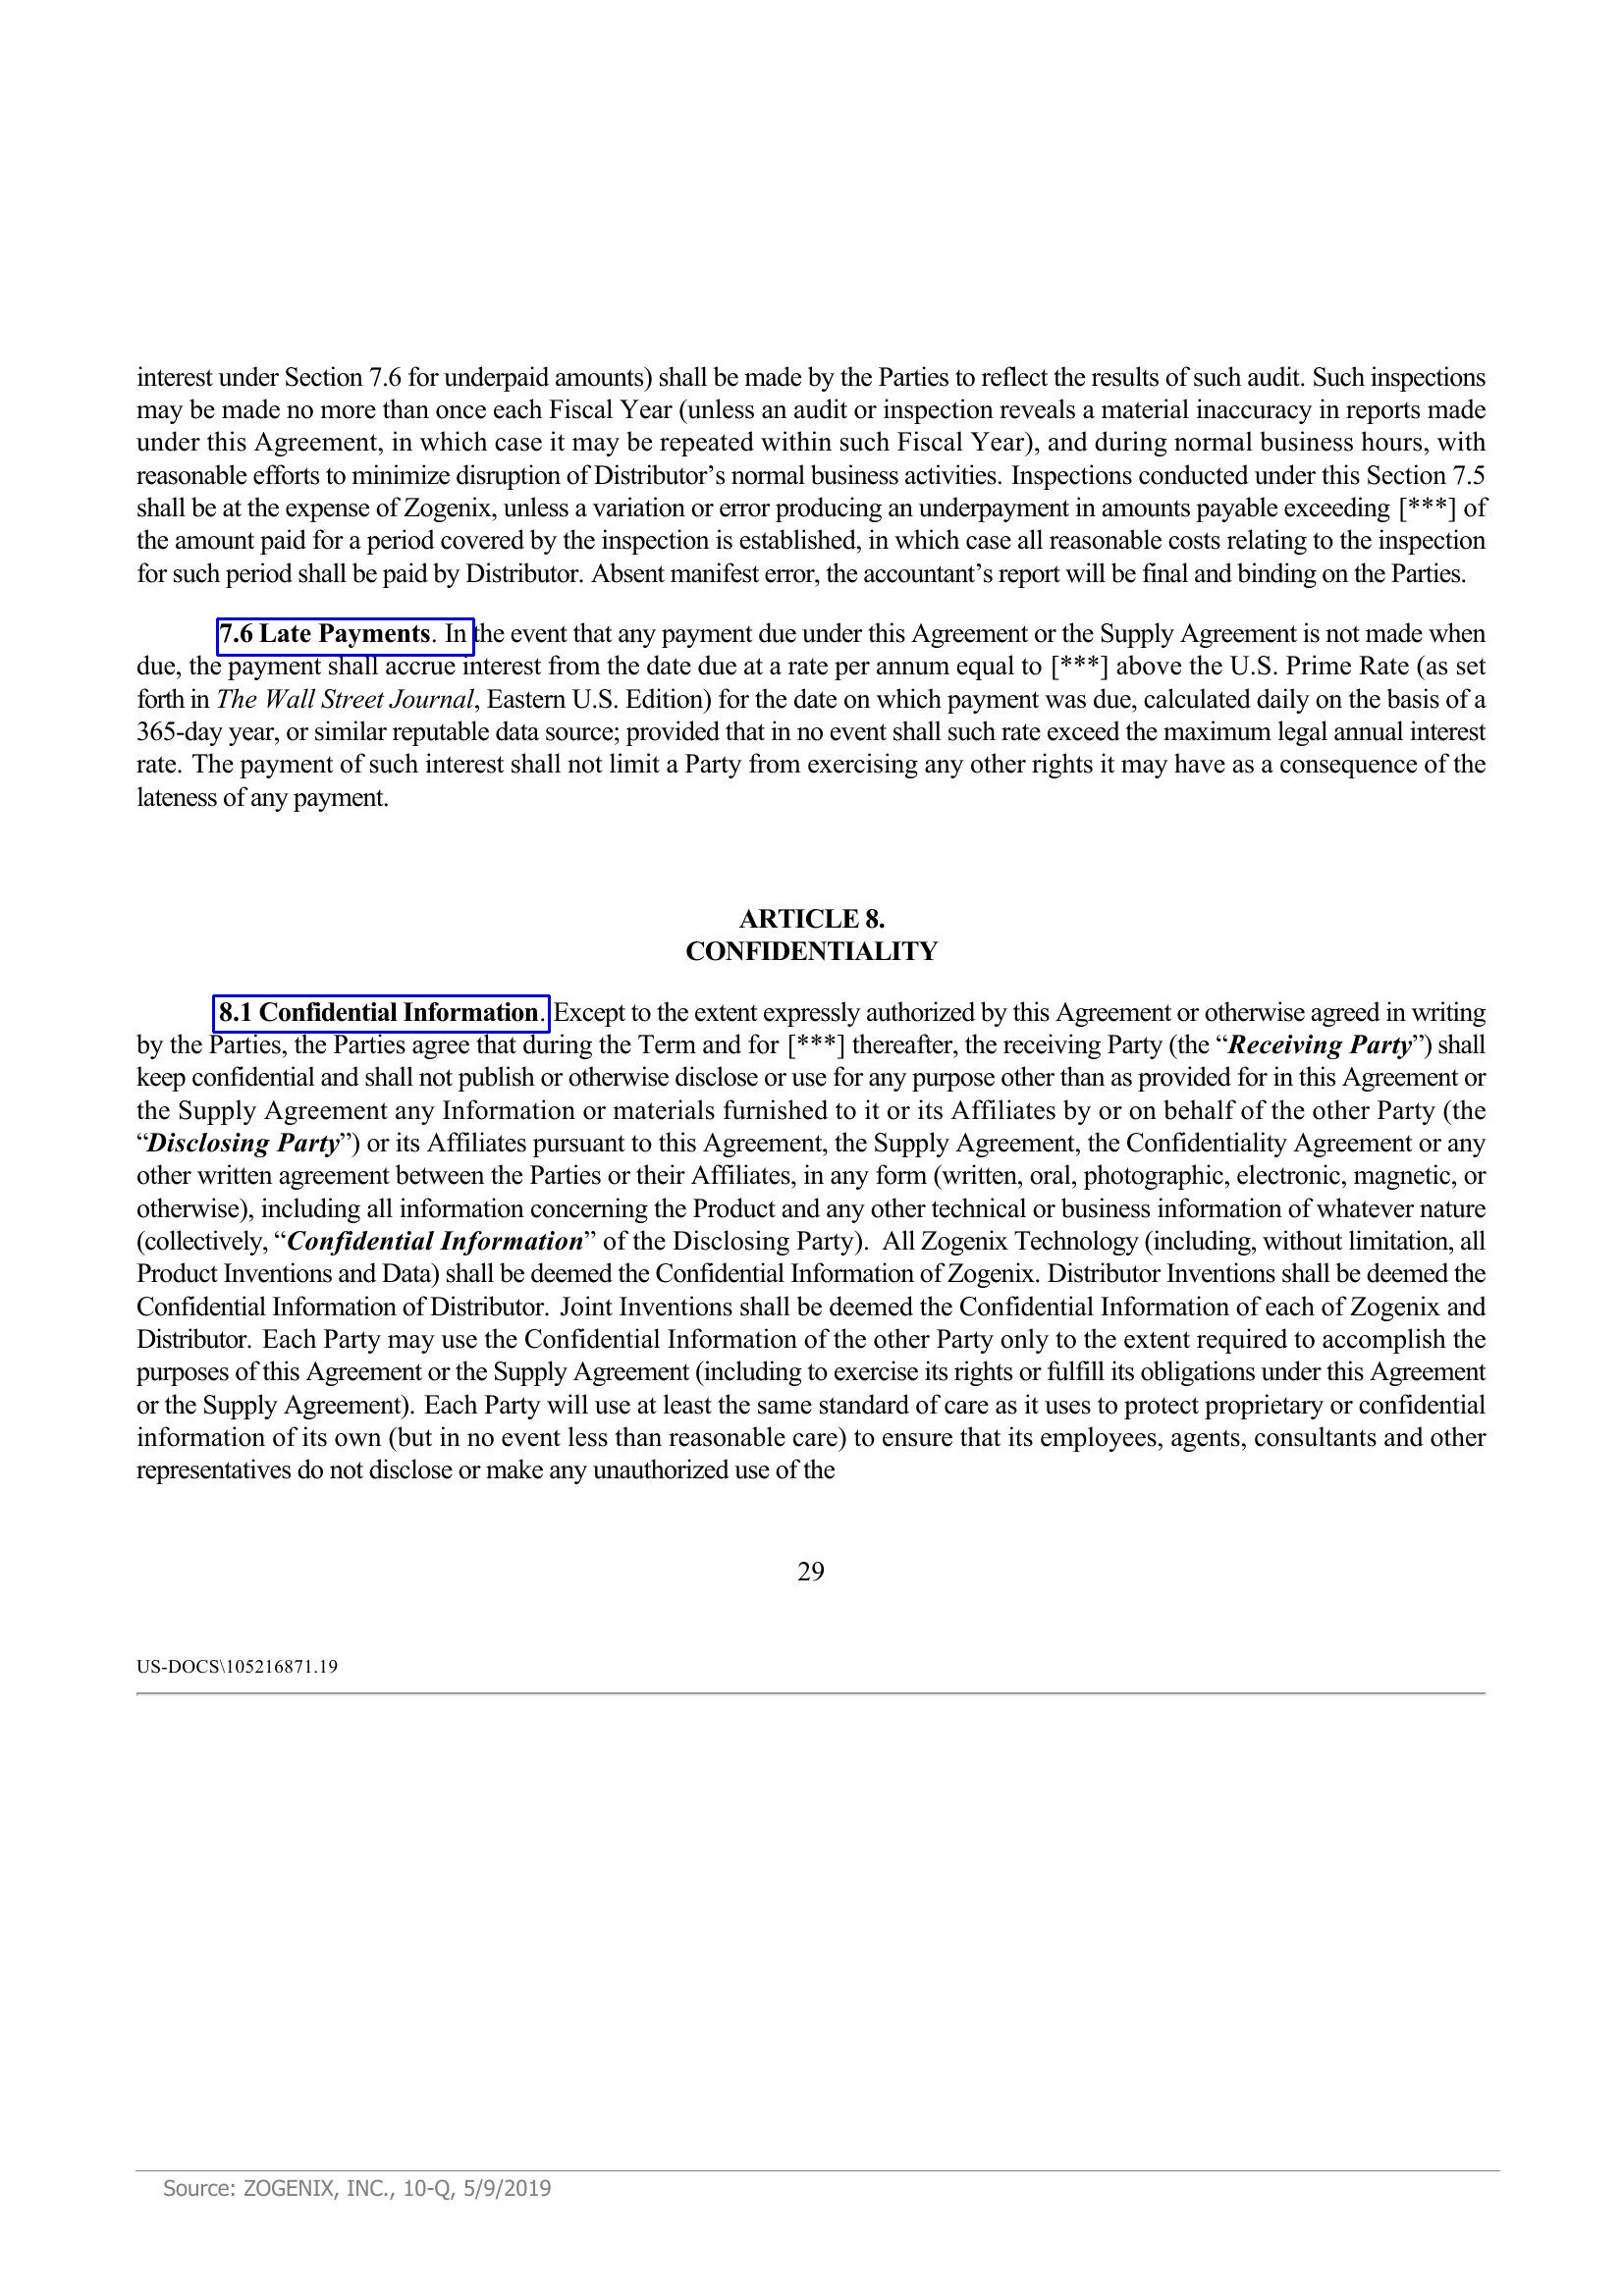 interest under Section 7.6 for underpaid amounts) shall be made by the Parties to reflect the results of such audit. Such inspections
may be made no more than once each Fiscal Year (unless an audit or inspection reveals a material inaccuracy in reports made
under this Agreement, in which case it may be repeated within such Fiscal Year), and during normal business hours, with
reasonable efforts to minimize disruption of Distributor’s normal business activities. Inspections conducted under this Section 7.5
shall be at the expense of Zogenix, unless a variation or error producing an underpayment in amounts payable exceeding [***] of
the amount paid for a period covered by the inspection is established, in which case all reasonable costs relating to the inspection
for such period shall be paid by Distributor. Absent manifest error, the accountant’s report will be final and binding on the Parties.
7.6 Late Payments. In the event that any payment due under this Agreement or the Supply Agreement is not made when
due, the payment shall accrue interest from the date due at a rate per annum equal to [***] above the U.S. Prime Rate (as set
forth in The Wall Street Journal, Eastern U.S. Edition) for the date on which payment was due, calculated daily on the basis of a
365-day year, or similar reputable data source; provided that in no event shall such rate exceed the maximum legal annual interest
rate. The payment of such interest shall not limit a Party from exercising any other rights it may have as a consequence of the
lateness of any payment.
ARTICLE 8.
CONFIDENTIALITY
8.1 Confidential Information. Except to the extent expressly authorized by this Agreement or otherwise agreed in writing
by the Parties, the Parties agree that during the Term and for [***] thereafter, the receiving Party (the “Receiving Party”) shall
keep confidential and shall not publish or otherwise disclose or use for any purpose other than as provided for in this Agreement or
the Supply Agreement any Information or materials furnished to it or its Affiliates by or on behalf of the other Party (the
“Disclosing Party”) or its Affiliates pursuant to this Agreement, the Supply Agreement, the Confidentiality Agreement or any
other written agreement between the Parties or their Affiliates, in any form (written, oral, photographic, electronic, magnetic, or
otherwise), including all information concerning the Product and any other technical or business information of whatever nature
(collectively, “Confidential Information” of the Disclosing Party). All Zogenix Technology (including, without limitation, all
Product Inventions and Data) shall be deemed the Confidential Information of Zogenix. Distributor Inventions shall be deemed the
Confidential Information of Distributor. Joint Inventions shall be deemed the Confidential Information of each of Zogenix and
Distributor. Each Party may use the Confidential Information of the other Party only to the extent required to accomplish the
purposes of this Agreement or the Supply Agreement (including to exercise its rights or fulfill its obligations under this Agreement
or the Supply Agreement). Each Party will use at least the same standard of care as it uses to protect proprietary or confidential
information of its own (but in no event less than reasonable care) to ensure that its employees, agents, consultants and other
representatives do not disclose or make any unauthorized use of the
29
US-DOCS\105216871.19
Source: ZOGENIX, INC., 10-Q, 5/9/2019